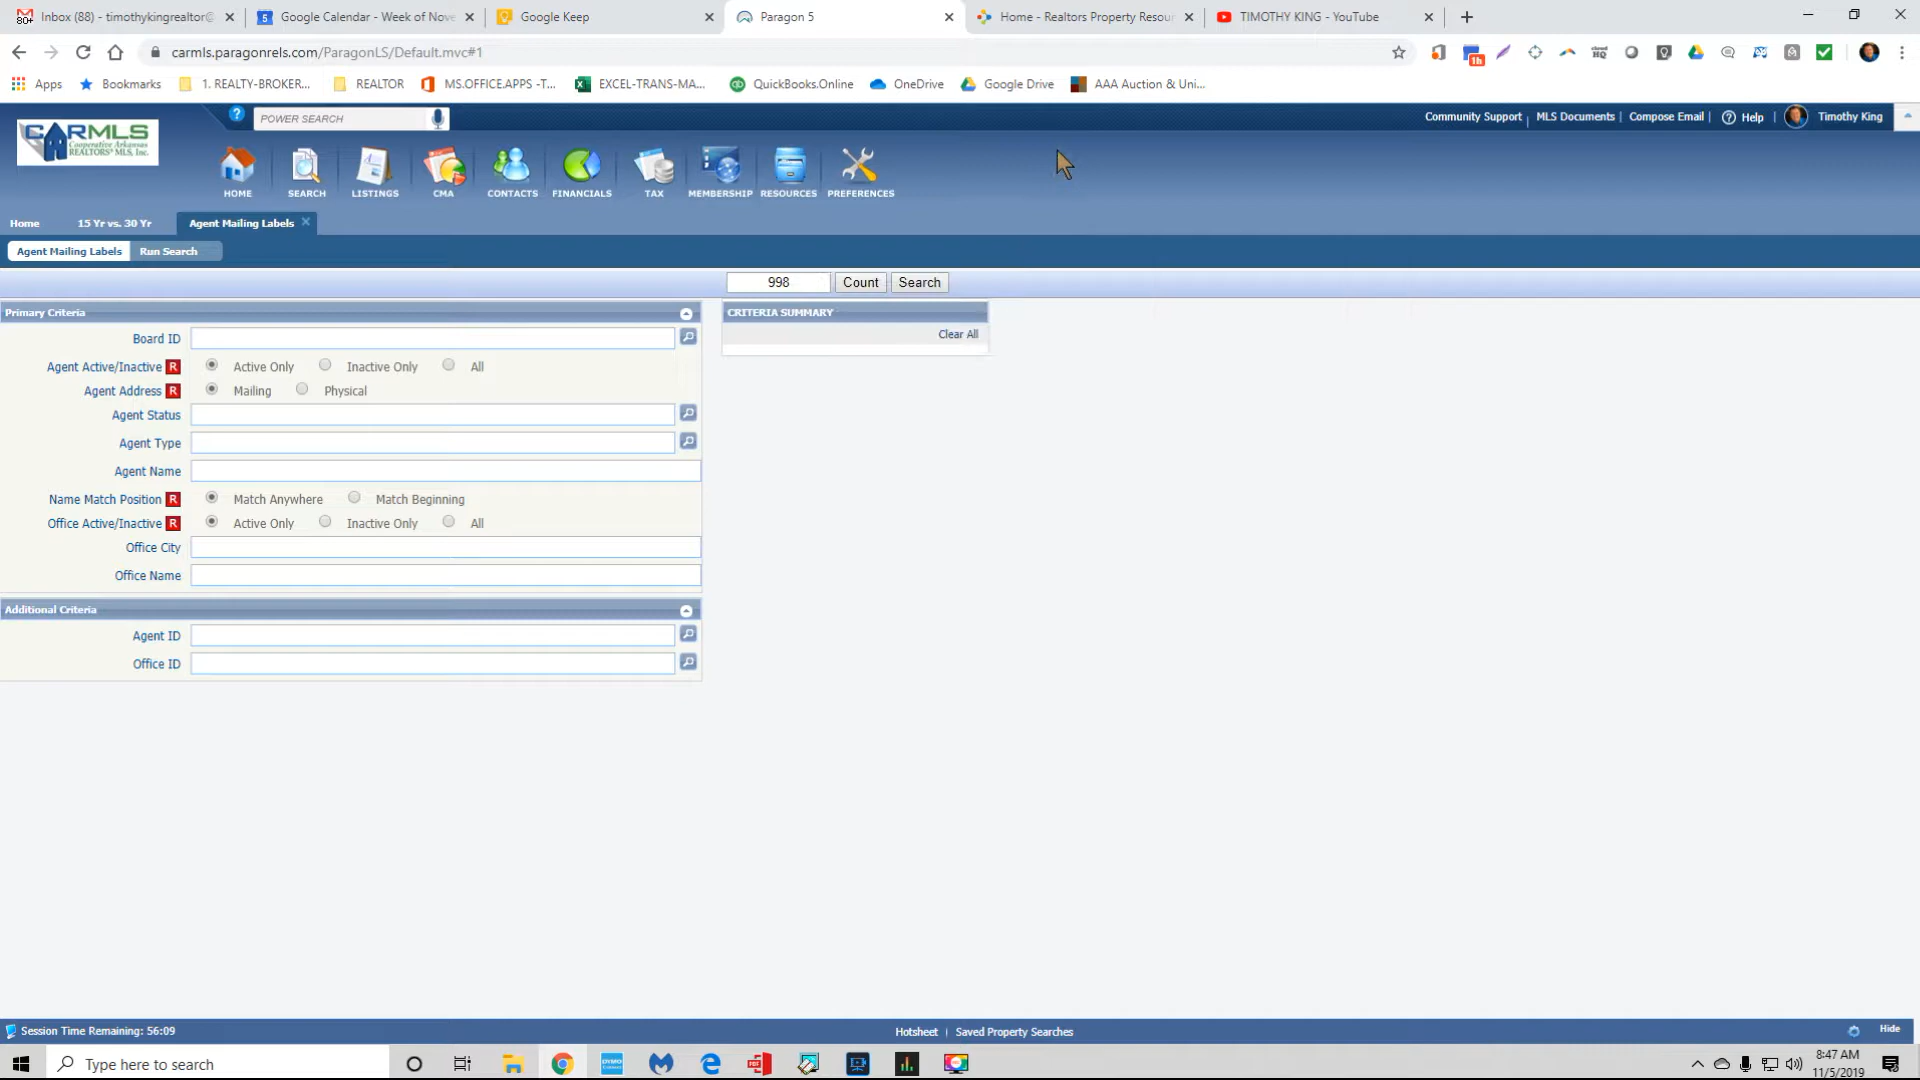 Inbox (88) - timothykingrealtor@
Google Calendar - Week of Nove
Google Keep
Paragon 5
Home - Realtors Property Resou
TIMOTHY KING - YouTube
carmls.paragonrels.com/ParagonLS/Default.mvc#1
Apps
Bookmarks
1. REALTY-BROKER...
REALTOR
MS.OFFICE.APPS -T...
EXCEL-TRANS-MA...
QuickBooks.Online
OneDrive
Google Drive
AAA Auction & Uni...
CARMLS
Cooperative Arkansas
REALTORS® MLS, Inc.
POWER SEARCH
Community Support | MLS Documents | Compose Email | Help | Timothy King
HOME
SEARCH
LISTINGS
CMA
CONTACTS
FINANCIALS
TAX
MEMBERSHIP
RESOURCES
PREFERENCES
Home
15 Yr vs. 30 Yr
Agent Mailing Labels
Agent Mailing Labels
Run Search
998
Count
Search
Primary Criteria
CRITERIA SUMMARY
Clear All
Board ID
Agent Active/Inactive R Active Only Inactive Only All
Agent Address R Mailing Physical
Agent Status
Agent Type
Agent Name
Name Match Position R Match Anywhere Match Beginning
Office Active/Inactive R Active Only Inactive Only All
Office City
Office Name
Additional Criteria
Agent ID
Office ID
Session Time Remaining: 56:09
Hotsheet | Saved Property Searches
Hide
Type here to search
8:47 AM
11/5/2019